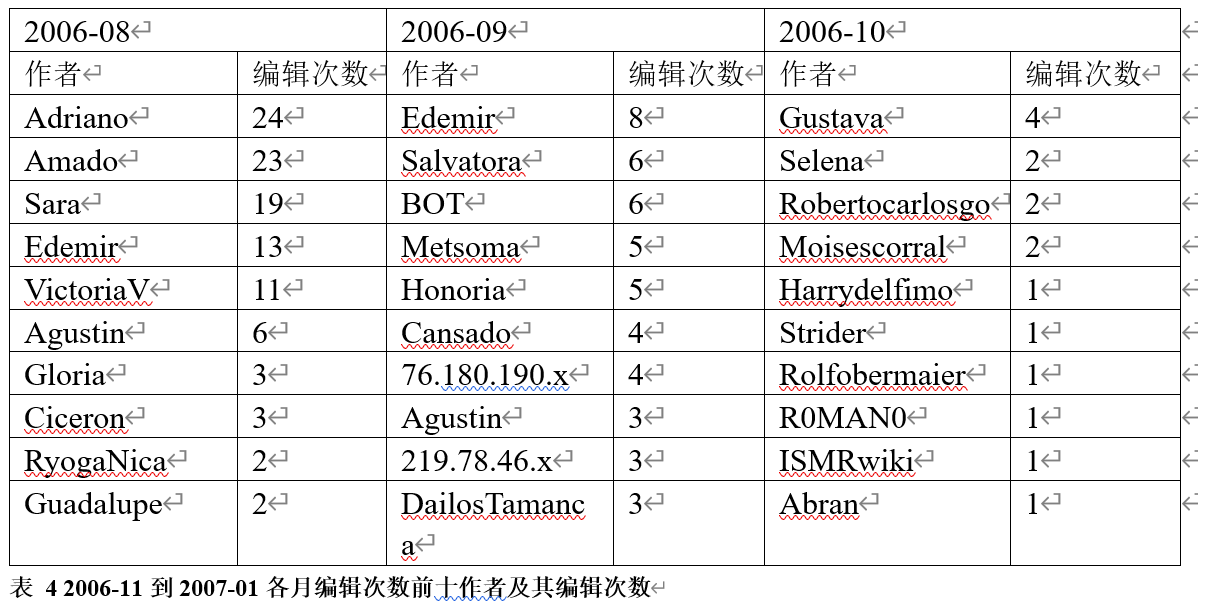 2006-08 2006-09 2006-10
作者 编辑次数 作者 编辑次数 作者 编辑次数
Adriano 24 Edemir 8 Gustava 4
Amado 23 Salvatora 6 Selena 2
Sara 19 BOT 6 Robertocarlosgo 2
Edemir 13 Metsoma 5 Moisescorral 2
VictoriaV 11 Honoria 5 Harrydelfimo 1
Agustin 6 Cansado 4 Strider 1
Gloria 3 76.180.190.x 4 Rolfobermaier 1
Ciceron 3 Agustin 3 R0MAN0 1
RyogaNica 2 219.78.46.x 3 ISMRwiki 1
Guadalupe 2 DailosTamanc 3 Abran 1
a
表 4 2006-11 到 2007-01 各月编辑次数前十作者及其编辑次数